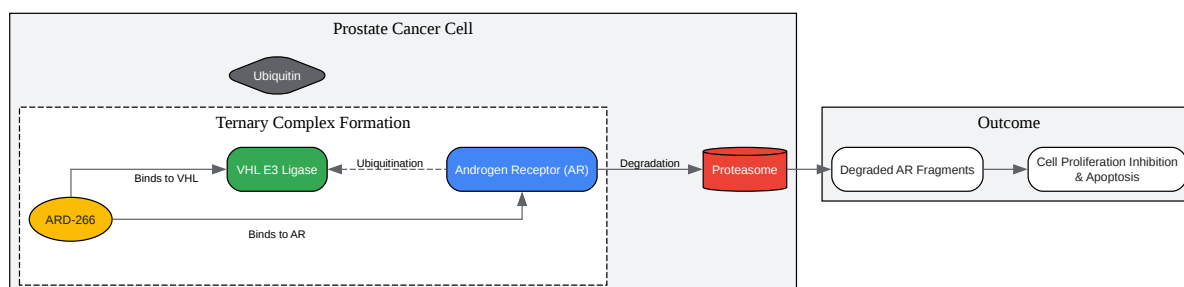 Prostate Cancer Cell
Ubiquitin
Ternary Complex Formation
Outcome
VHL E3 Ligase
Ubiquitination
Androgen Receptor (AR)
Degradation
Proteasome
Degraded AR Fragments
Cell Proliferation Inhibition
& Apoptosis
Binds to VHL
ARD-266
Binds to AR